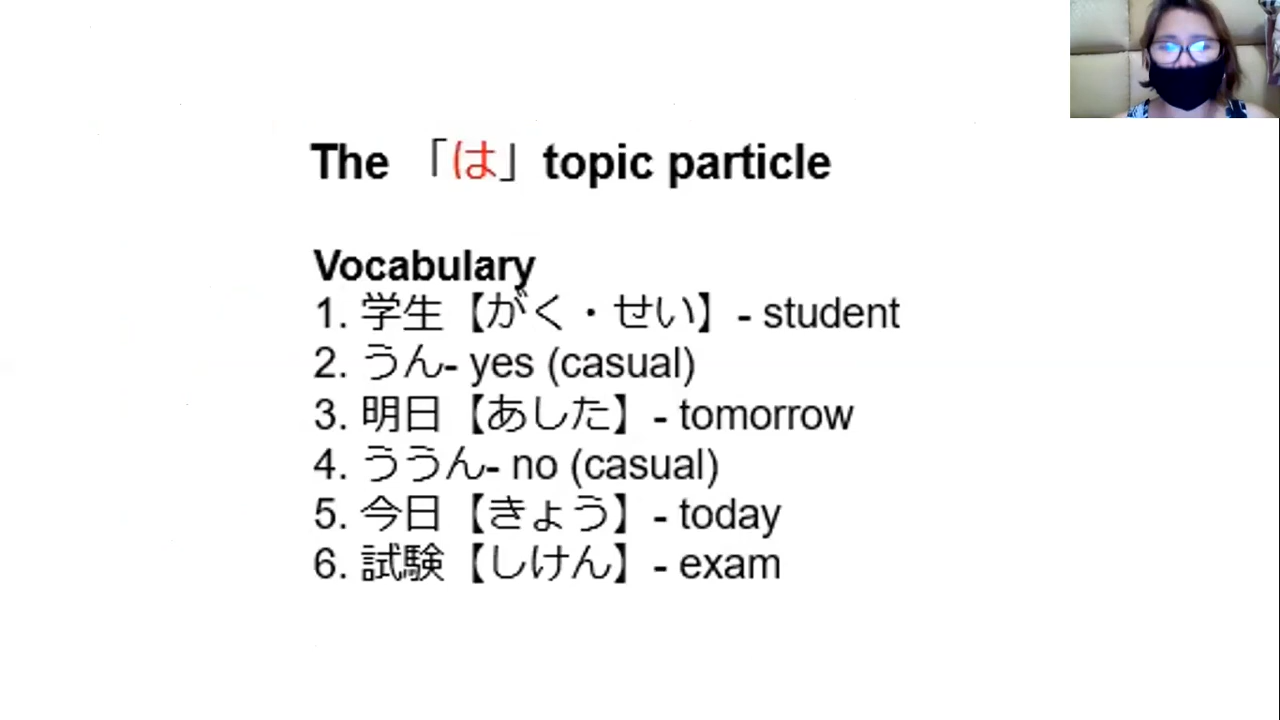 The 「は」 topic particle
Vocabulary
1. 学生【がく・せい】- student
2. うん- yes (casual)
3. 明日【あした】- tomorrow
4. ううん- no (casual)
5. 今日【きょう】- today
6. 試験【しけん】- exam